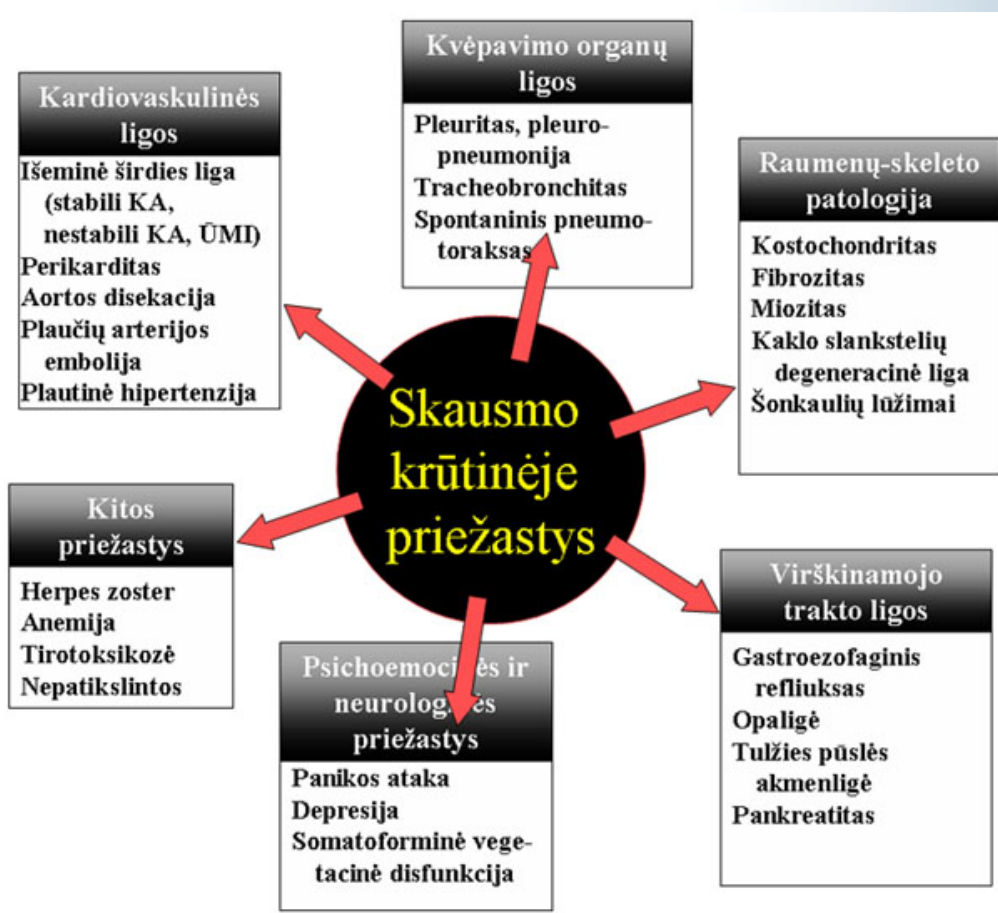 Kvėpavimo organų
ligos
Pleuritas, pleuro-
pneumonija
Tracheobronchitas
Spontaninis pneumo-
toraksas
Kardiovaskulinės
ligos
Išeminė širdies liga
(stabili KA,
nestabili KA, ŪMI)
Perikarditas
Aortos disekacija
Plaučių arterijos
embolija
Plautinė hipertenzija
Raumenų-skeleto
patologija
Kostochondritas
Fibrozitas
Miozitas
Kaklo slankstelių
degeneracinė liga
Šonkaulių lūžimai
Skausmo
krūtinėje
priežastys
Kitos
priežastys
Herpes zoster
Anemija
Tirotoksikozė
Nepatikslintos
Psichoemocinės ir
neurologinės
priežastys
Panikos ataka
Depresija
Somatoforminė vege-
tacinė disfunkcija
Virškinamojo
trakto ligos
Gastroezofaginis
refliuksas
Opaligė
Tulžies pūslės
akmenligė
Pankreatitas